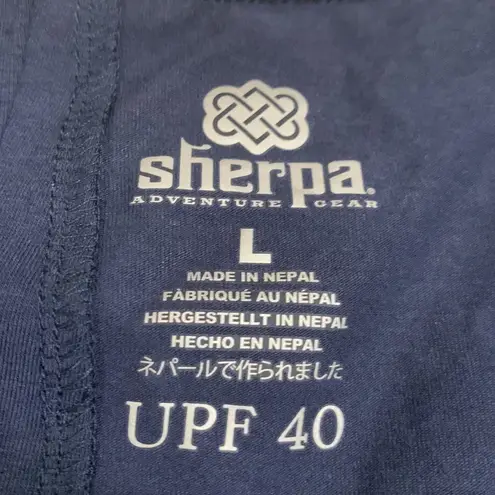 sherpa.
ADVENTURE GEAR
L
MADE IN NEPAL
FÀBRIQUÉ AU NÉPAL
HERGESTELLT IN NEPAL
HECHO EN NEPAL
ネパールで作られました
UPF 40